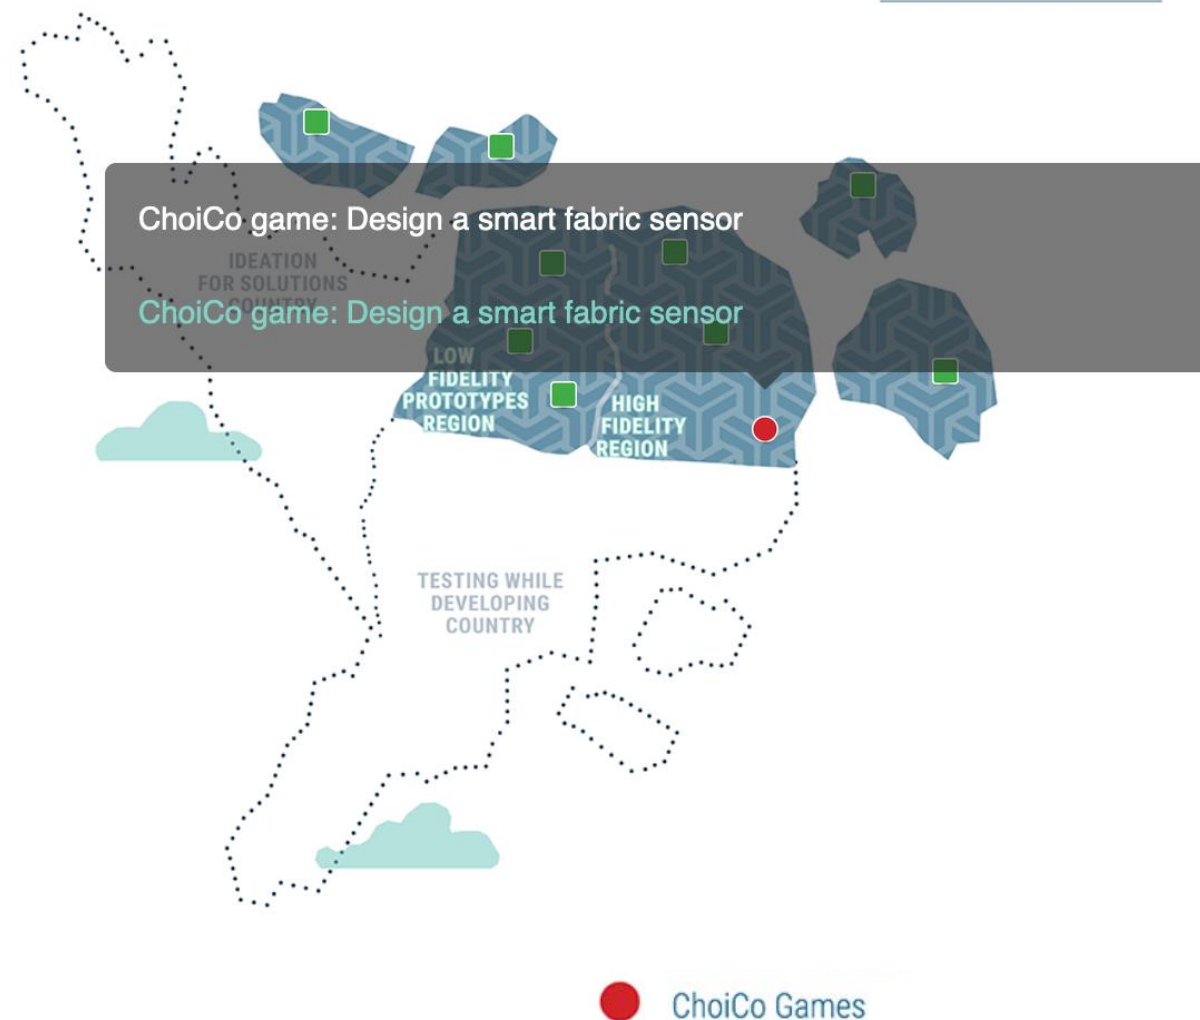 ChoiCo game: Design a smart fabric sensor
IDEATION
FOR SOLUTIONS
COUNTRY
ChoiCo game: Design a smart fabric sensor
LOW
FIDELITY
PROTOTYPES
REGION
HIGH
FIDELITY
REGION
TESTING WHILE
DEVELOPING
COUNTRY
ChoiCo Games